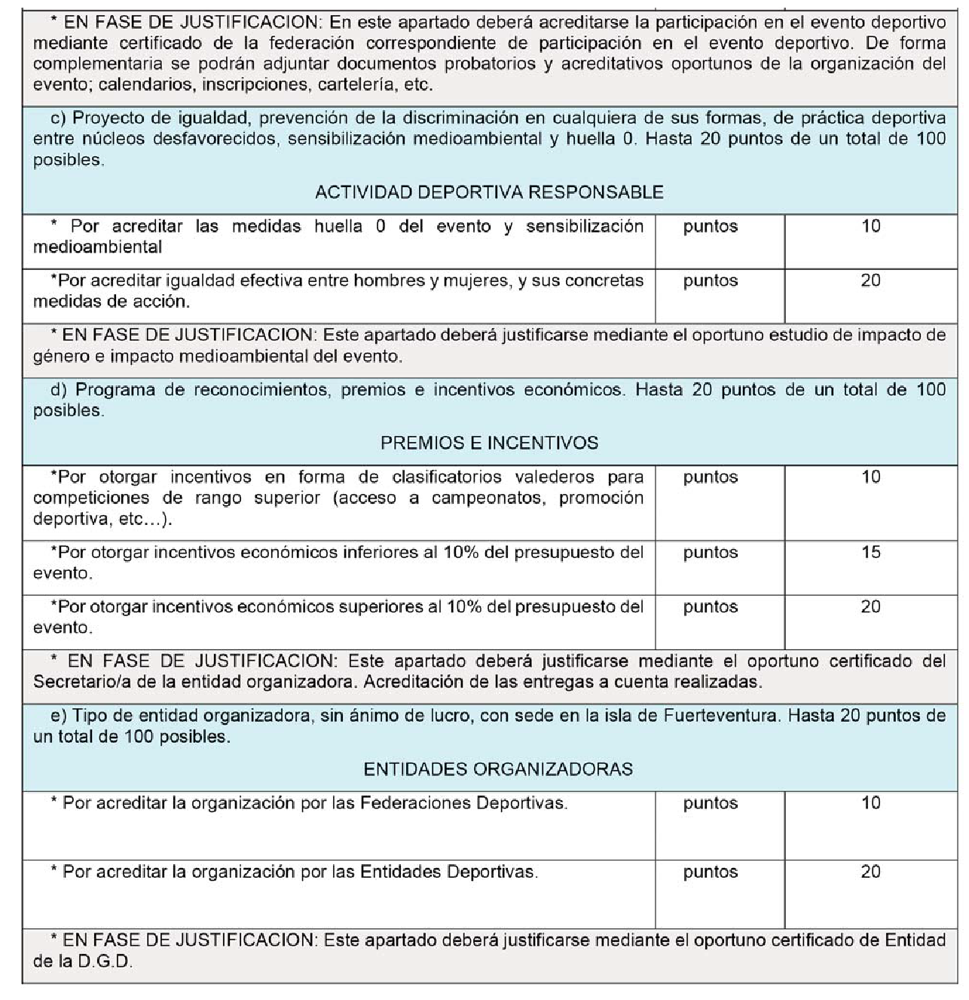 * EN FASE DE JUSTIFICACION: En este apartado deberá acreditarse la participación en el evento deportivo
mediante certificado de la federación correspondiente de participación en el evento deportivo. De forma
complementaria se podrán adjuntar documentos probatorios y acreditativos oportunos de la organización del
evento; calendarios, inscripciones, cartelería, etc.
c) Proyecto de igualdad, prevención de la discriminación en cualquiera de sus formas, de práctica deportiva
entre núcleos desfavorecidos, sensibilización medioambiental y huella 0. Hasta 20 puntos de un total de 100
posibles.
ACTIVIDAD DEPORTIVA RESPONSABLE
* Por acreditar las medidas huella 0 del evento y sensibilización puntos 10
medioambiental
*Por acreditar igualdad efectiva entre hombres y mujeres, y sus concretas puntos 20
medidas de acción.
* EN FASE DE JUSTIFICACION: Este apartado deberá justificarse mediante el oportuno estudio de impacto de
género e impacto medioambiental del evento.
d) Programa de reconocimientos, premios e incentivos económicos. Hasta 20 puntos de un total de 100
posibles.
PREMIOS E INCENTIVOS
*Por otorgar incentivos en forma de clasificatorios valederos para puntos 10
competiciones de rango superior (acceso a campeonatos, promoción
deportiva, etc...).
*Por otorgar incentivos económicos inferiores al 10% del presupuesto del puntos 15
evento.
*Por otorgar incentivos económicos superiores al 10% del presupuesto del puntos 20
evento.
* EN FASE DE JUSTIFICACION: Este apartado deberá justificarse mediante el oportuno certificado del
Secretario/a de la entidad organizadora. Acreditación de las entregas a cuenta realizadas.
e) Tipo de entidad organizadora, sin ánimo de lucro, con sede en la isla de Fuerteventura. Hasta 20 puntos de
un total de 100 posibles.
ENTIDADES ORGANIZADORAS
* Por acreditar la organización por las Federaciones Deportivas. puntos 10
* Por acreditar la organización por las Entidades Deportivas. puntos 20
* EN FASE DE JUSTIFICACION: Este apartado deberá justificarse mediante el oportuno certificado de Entidad
de la D.G.D.